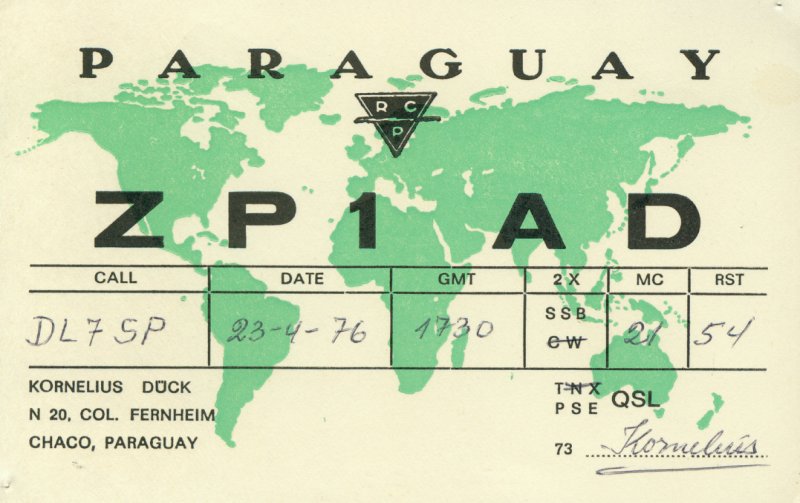 PARAGUAY
R C
P
ZP1AD
CALL DATE GMT 2 X MC RST
DL7SP 23-4-76 1730 SSB 21 54
CW
KORNELIUS DÜCK
N 20, COL. FERNHEIM
CHACO, PARAGUAY
TNX
PSE QSL
73 Kornelius